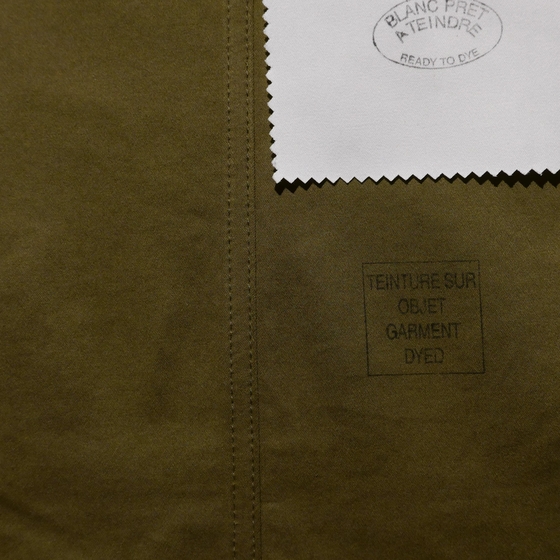 BLANC PRET
A TEINDRE
READY TO DYE
TEINTURE SUR
OBJET
GARMENT
DYED